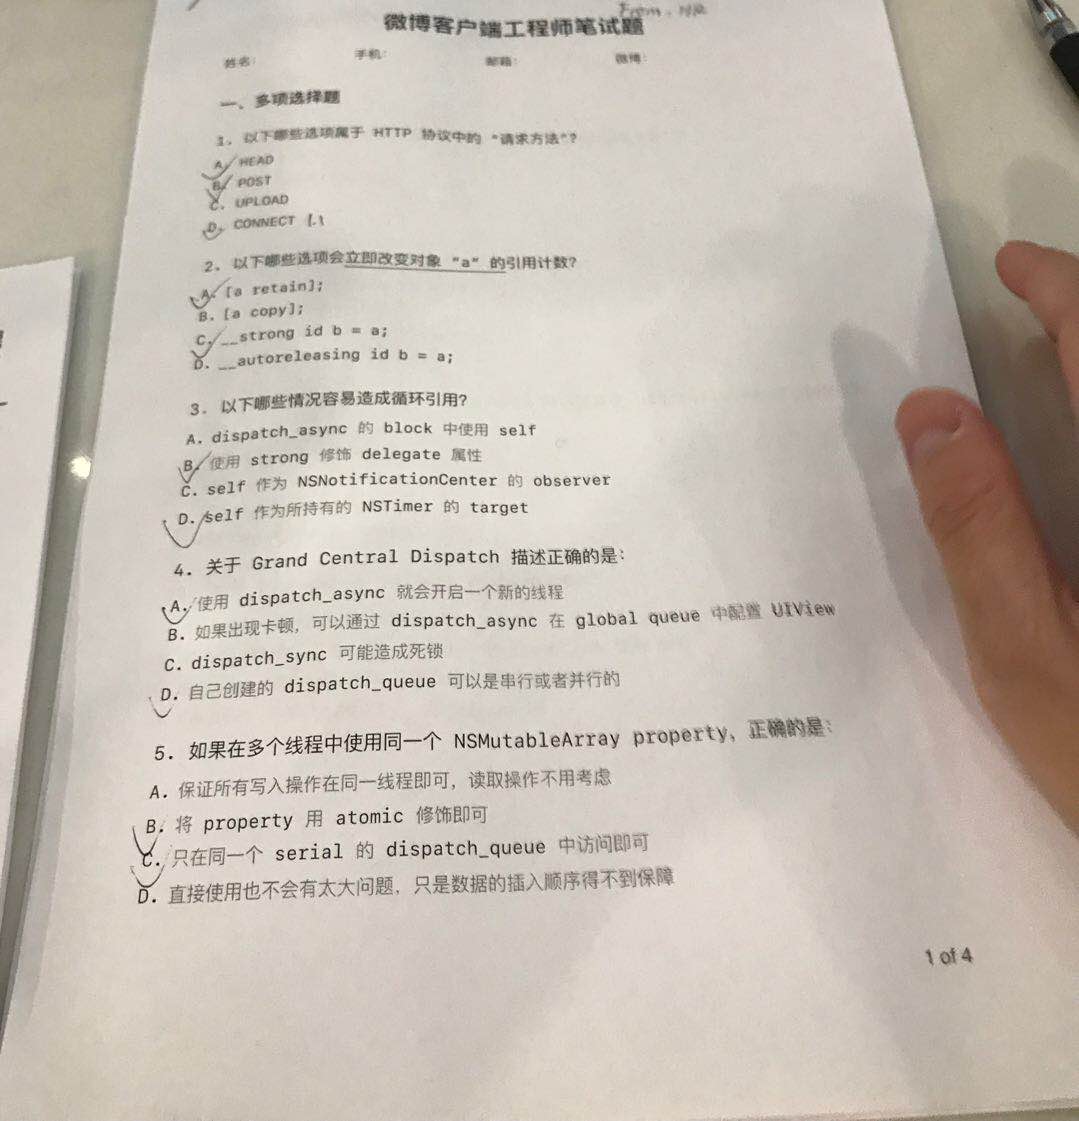 微博客户端工程师笔试题
姓名： 手机： 邮箱： 微博：
一、多项选择题
1. 以下哪些选项属于 HTTP 协议中的 “请求方法”？
A. HEAD
B. POST
C. UPLOAD
D. CONNECT 1.1
2. 以下哪些选项会立即改变对象 “a” 的引用计数？
A. [a retain];
B. [a copy];
C. __strong id b = a;
D. __autoreleasing id b = a;
3. 以下哪些情况容易造成循环引用？
A. dispatch_async 的 block 中使用 self
B. 使用 strong 修饰 delegate 属性
C. self 作为 NSNotificationCenter 的 observer
D. self 作为所持有的 NSTimer 的 target
4. 关于 Grand Central Dispatch 描述正确的是：
A. 使用 dispatch_async 就会开启一个新的线程
B. 如果出现卡顿，可以通过 dispatch_async 在 global queue 中配置 UIView
C. dispatch_sync 可能造成死锁
D. 自己创建的 dispatch_queue 可以是串行或者并行的
5. 如果在多个线程中使用同一个 NSMutableArray property、正确的是：
A. 保证所有写入操作在同一线程即可，读取操作不用考虑
B. 将 property 用 atomic 修饰即可
C. 只在同一个 serial 的 dispatch_queue 中访问即可
D. 直接使用也不会有太大问题，只是数据的插入顺序得不到保障
1 of 4